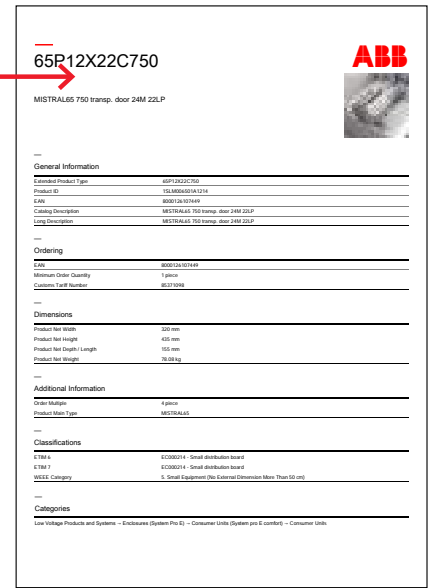 65P12X22C750
ABB
MISTRAL65 750 transp. door 24M 22LP
—
General Information
Extended Product Type 65P12X22C750
Product ID 1SLM006501A1214
EAN 8000126107449
Catalog Description MISTRAL65 750 transp. door 24M 22LP
Long Description MISTRAL65 750 transp. door 24M 22LP
—
Ordering
EAN 8000126107449
Minimum Order Quantity 1 piece
Customs Tariff Number 85371098
—
Dimensions
Product Net Width 320 mm
Product Net Height 435 mm
Product Net Depth / Length 155 mm
Product Net Weight 78.08 kg
—
Additional Information
Order Multiple 4 piece
Product Main Type MISTRAL65
—
Classifications
ETIM 6 EC000214 - Small distribution board
ETIM 7 EC000214 - Small distribution board
WEEE Category 5. Small Equipment (No External Dimension More Than 50 cm)
—
Categories
Low Voltage Products and Systems → Enclosures (System Pro E) → Consumer Units (System pro E comfort) → Consumer Units